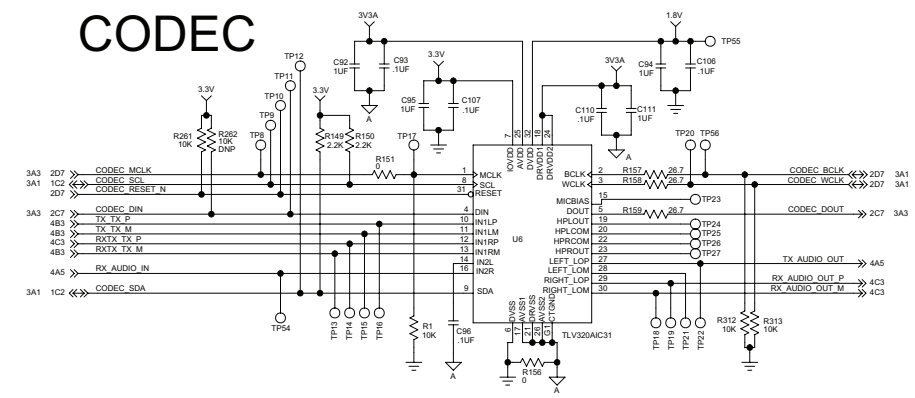 CODEC
3V3A
1.8V
TP55
C92
1UF
C93
.1UF
3.3V
3V3A
C94
1UF
C106
.1UF
TP12
TP11
TP10
TP9
TP8
3.3V
3.3V
C95
1UF
C107
.1UF
C110
.1UF
C111
1UF
A
A
R261
10K
R262
10K
DNP
R149
2.2K
R150
2.2K
TP17
TP20
TP56
7
25
32
18
24
IOVDD
AVDD
DVDD
DRVDD1
DRVDD2
3A3 2D7 CODEC_MCLK
R151
0
1 MCLK
BCLK 2 R157 26.7 CODEC_BCLK 2D7 3A1
3A1 1C2 CODEC_SCL
8 SCL
WCLK 3 R158 26.7 CODEC_WCLK 2D7 3A1
2D7 CODEC_RESET_N
31 RESET
MICBIAS 15 TP23
3A3 2C7 CODEC_DIN
4 DIN
DOUT 5 R159 26.7 CODEC_DOUT 2C7 3A3
4B3 TX_TX_P
10 IN1LP
HPLOUT 19 TP24
4B3 TX_TX_M
11 IN1LM
HPLCOM 20 TP25
4C3 RXTX_TX_P
12 IN1RP
U6
HPRCOM 22 TP26
4B3 RXTX_TX_M
13 IN1RM
HPROUT 23 TP27
14 IN2L
LEFT_LOP 27 TX_AUDIO_OUT 4A5
4A5 RX_AUDIO_IN
16 IN2R
LEFT_LOM 28
RIGHT_LOP 29 RX_AUDIO_OUT_P 4C3
3A1 1C2 CODEC_SDA
9 SDA
RIGHT_LOM 30 RX_AUDIO_OUT_M 4C3
DVSS
AVSS1
DRVSS
AVSS2
CTGND
6
17
21
26
G1
TLV320AIC31
TP54
TP13
TP14
TP15
TP16
R1
10K
C96
.1UF
TP18
TP19
TP21
TP22
R312
10K
R313
10K
R156
0
A
A